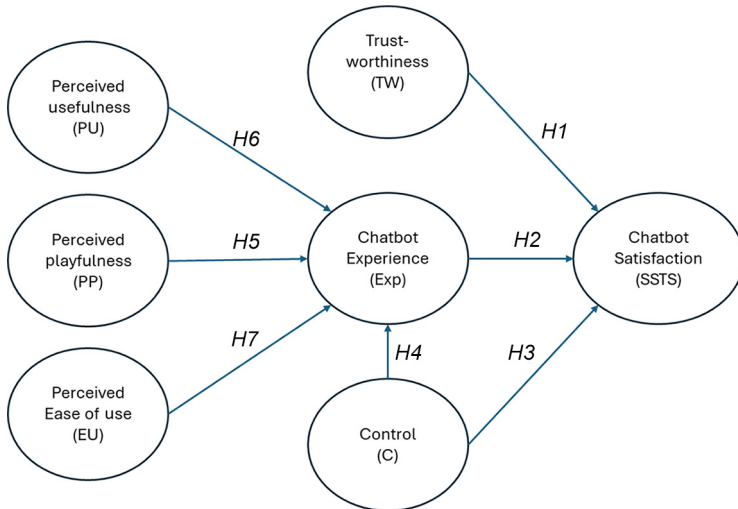 Trust-
worthiness
(TW)
Perceived
usefulness
(PU)
H1
H6
Perceived
playfulness
(PP)
H5
Chatbot
Experience
(Exp)
H2
Chatbot
Satisfaction
(SSTS)
H7
H4
H3
Perceived
Ease of use
(EU)
Control
(C)